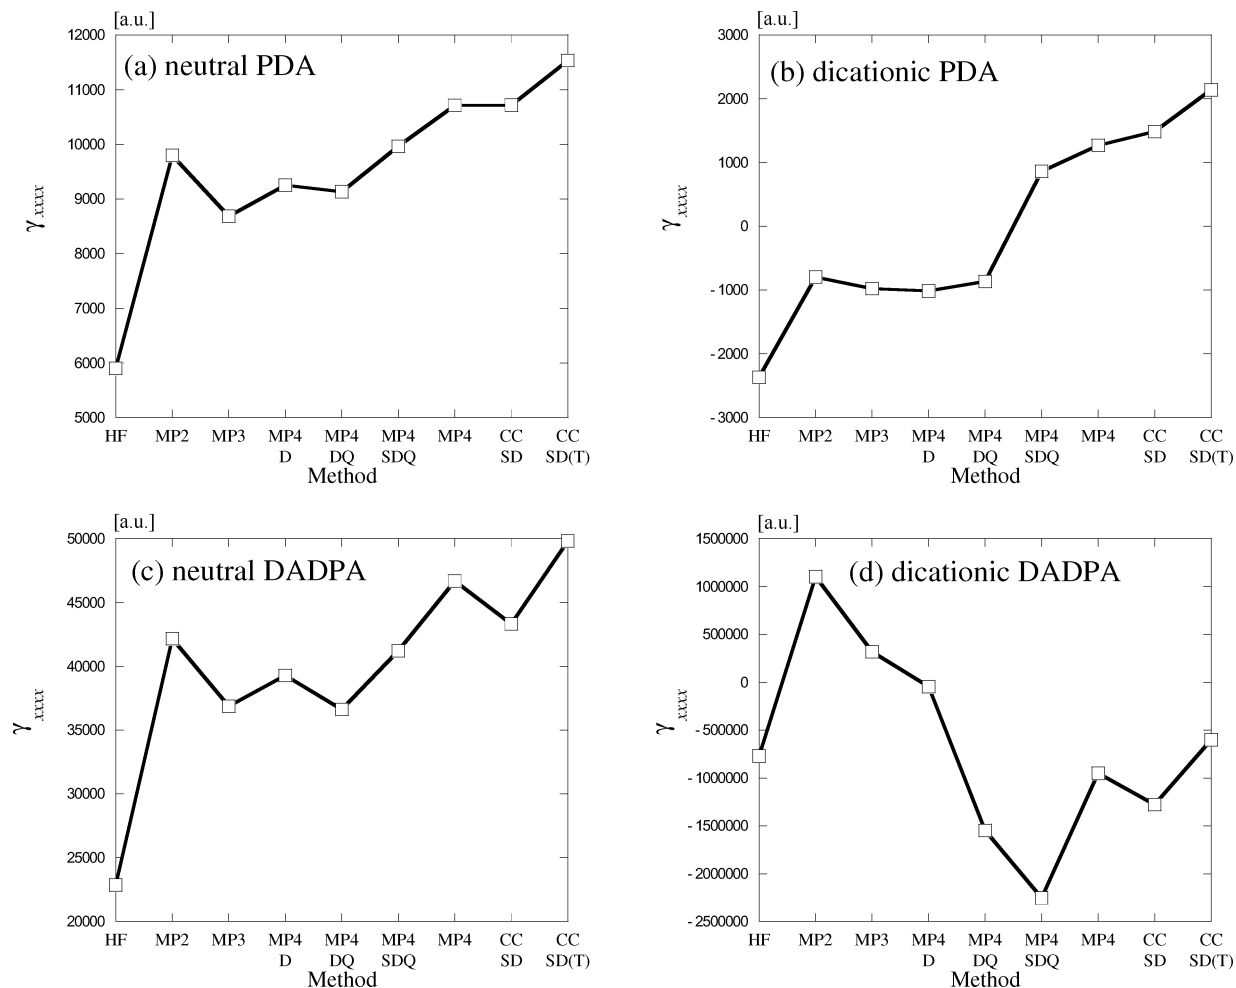 [a.u.]
12000
(a) neutral PDA
11000
10000
9000
8000
7000
6000
5000
γ xxxx
HF MP2 MP3 MP4 MP4 MP4 MP4 CC CC
D DQ SDQ SD SD(T)
Method
[a.u.]
3000
(b) dicationic PDA
2000
1000
0
-1000
-2000
-3000
γ xxxx
HF MP2 MP3 MP4 MP4 MP4 MP4 CC CC
D DQ SDQ SD SD(T)
Method
[a.u.]
50000
(c) neutral DADPA
45000
40000
35000
30000
25000
20000
γ xxxx
HF MP2 MP3 MP4 MP4 MP4 MP4 CC CC
D DQ SDQ SD SD(T)
Method
[a.u.]
1500000
(d) dicationic DADPA
1000000
500000
0
-500000
-1000000
-1500000
-2000000
-2500000
γ xxxx
HF MP2 MP3 MP4 MP4 MP4 MP4 CC CC
D DQ SDQ SD SD(T)
Method